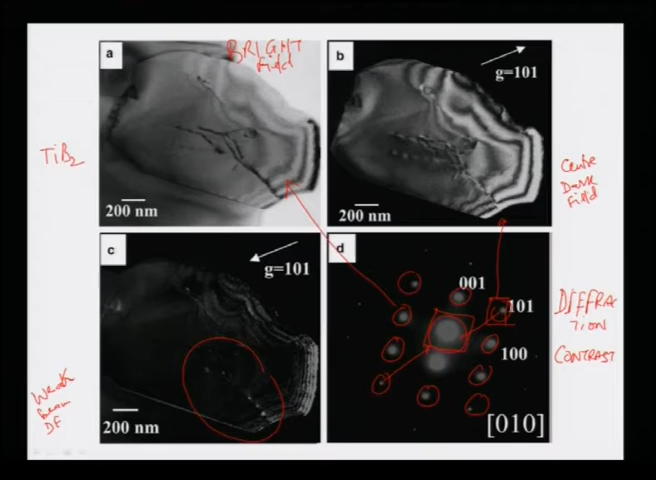 a
BRIGHT
Field
b
g=101
TiB2
200 nm
200 nm
Centre
Dark
Field
c
g=101
d
001
101
100
DIFFRA
TION
CONTRAST
Weak
beam
DF
200 nm
[010]